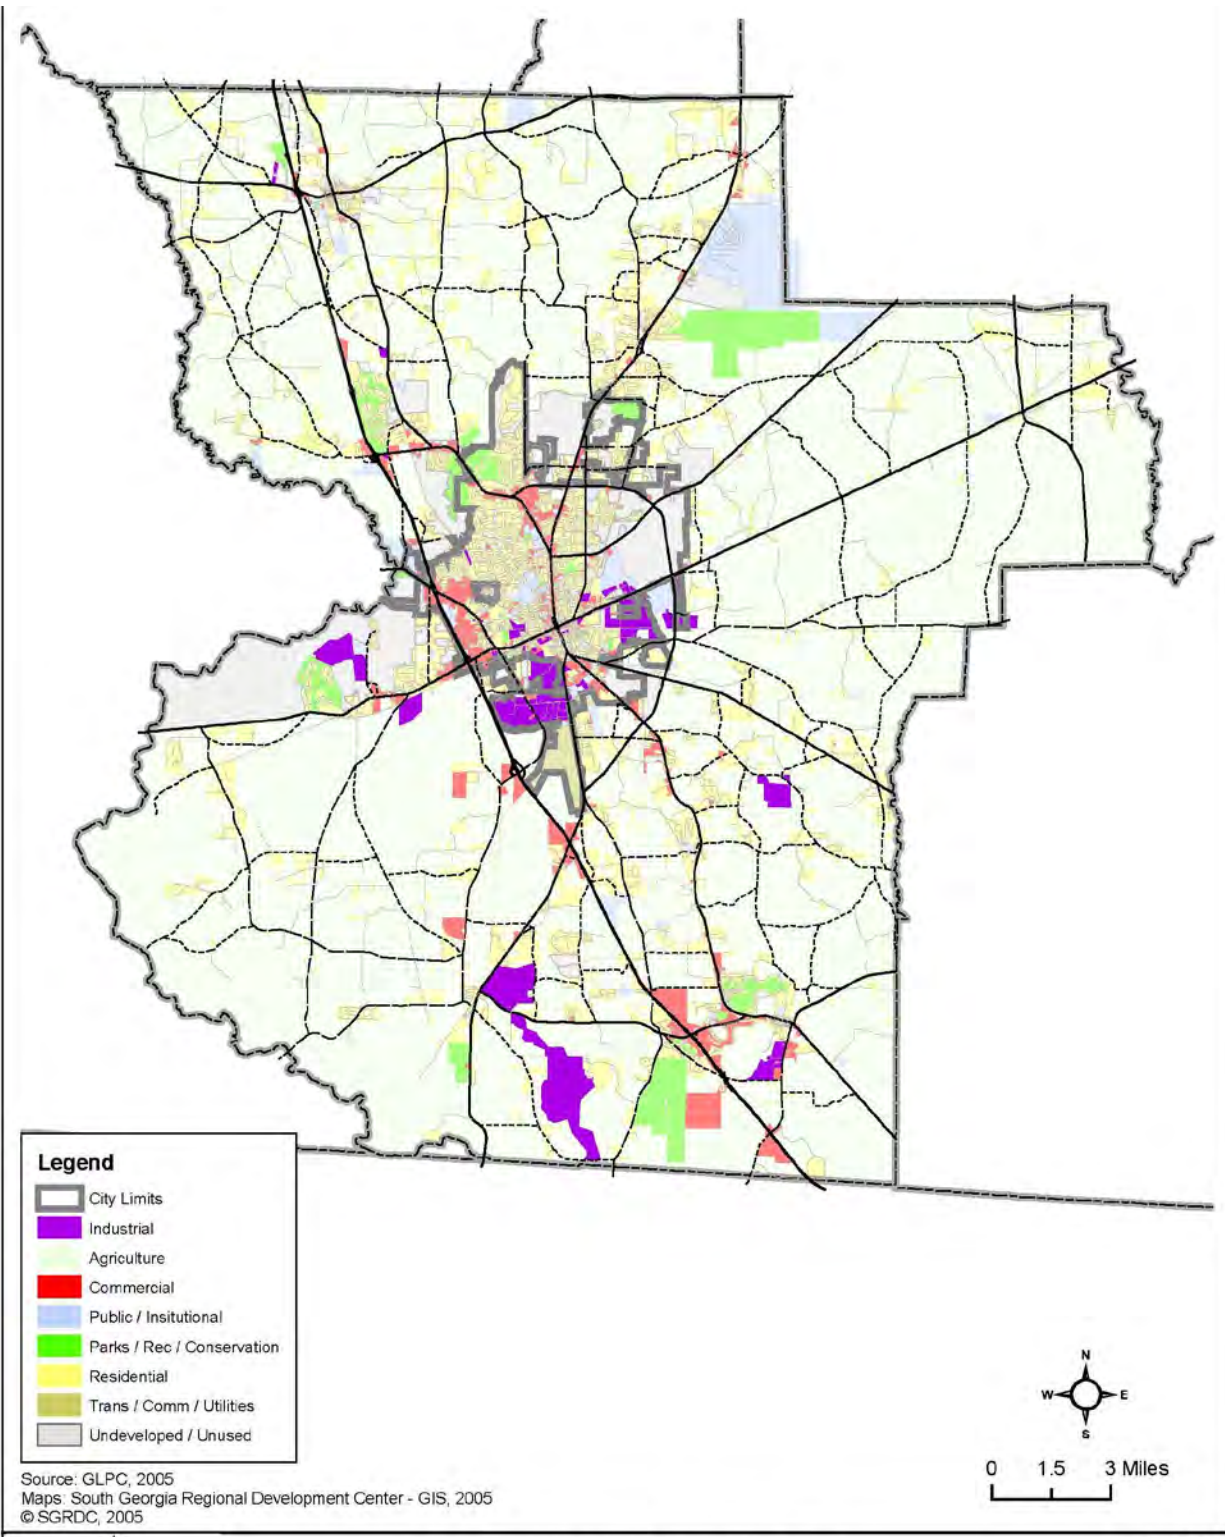 Legend
City Limits
Industrial
Agriculture
Commercial
Public / Insitutional
Parks / Rec / Conservation
Residential
Trans / Comm / Utilities
Undeveloped / Unused
Source: GLPC, 2005
Maps: South Georgia Regional Development Center - GIS, 2005
© SGRDC, 2005
N
W E
S
0 1.5 3 Miles